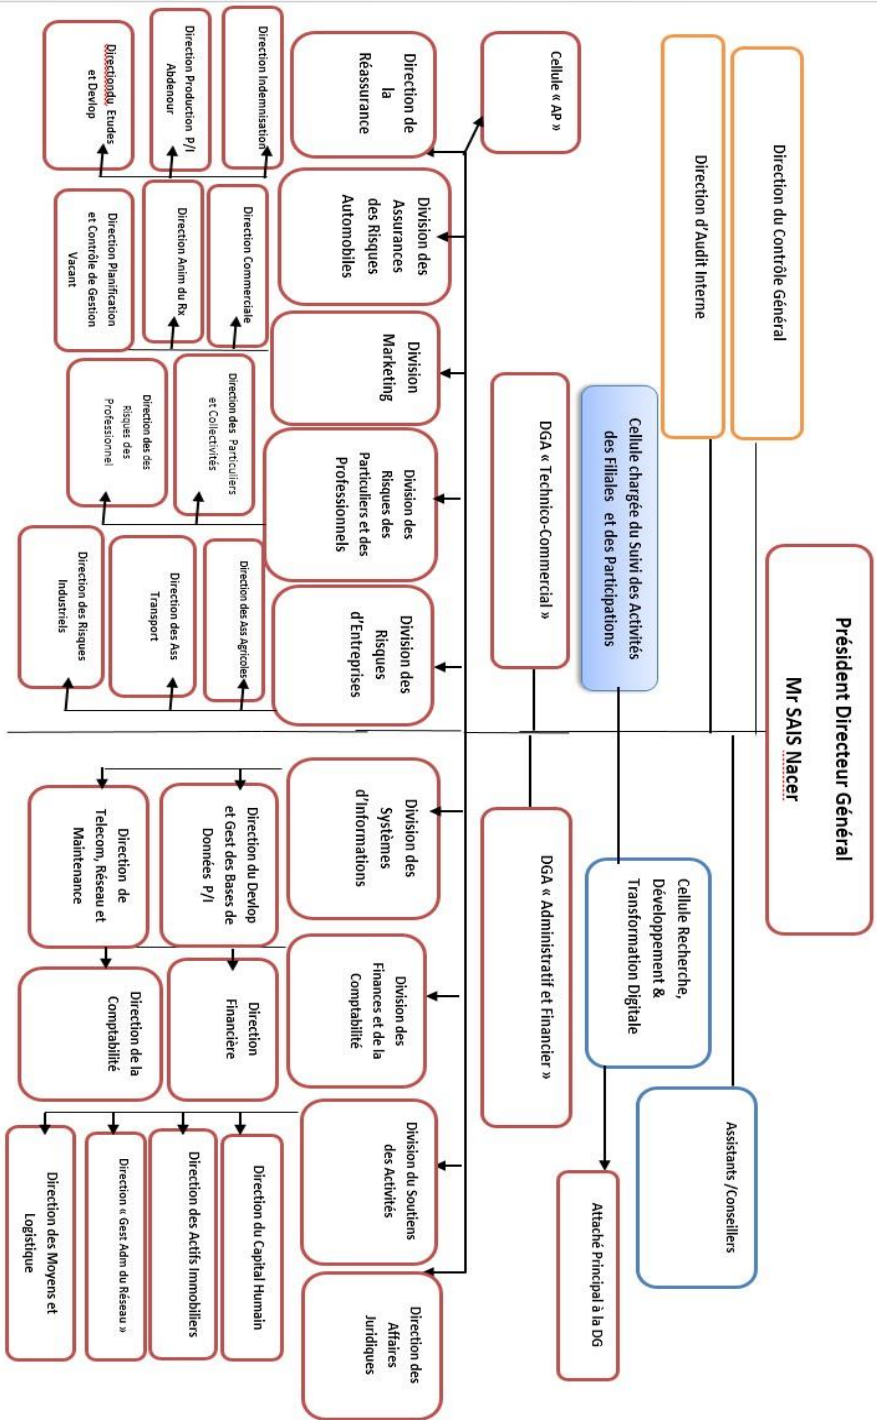 Président Directeur Général
Mr SAIS Nacer
Direction du Contrôle Général
Direction d'Audit Interne
Assistants /Conseillers
Cellule chargée du Suivi des Activités
des Filiales et des Participations
Cellule Recherche,
Développement &
Transformation Digitale
Attaché Principal à la DG
Cellule « AP »
DGA « Technico-Commercial »
DGA « Administratif et Financier »
Direction de
la
Réassurance
Division des
Assurances
des Risques
Automobiles
Division
Marketing
Division des
Risques des
Particuliers et des
Professionnels
Division des
Risques
d'Entreprises
Division des
Systèmes
d'Informations
Division des
Finances et de la
Comptabilité
Division du Soutiens
des Activités
Direction des
Affaires
Juridiques
Direction Indemnisation
Direction Production P/I
Abdenour
Directiondu Etudes
et Devlop
Direction Commerciale
Direction Anim du Rx
Direction Planification
et Contrôle de Gestion
Vacant
Direction des Particuliers
et Collectivités
Direction des des
Risques des
Professionnel
Direction des Ass Agricoles
Direction des Ass
Transport
Direction des Risques
Industriels
Direction du Devlop
et Gest des Bases de
Données P/I
Direction de
Telecom, Réseau et
Maintenance
Direction
Financière
Direction de la
Comptabilité
Direction du Capital Humain
Direction des Actifs Immobiliers
Direction « Gest Adm du Réseau »
Direction des Moyens et
Logistique